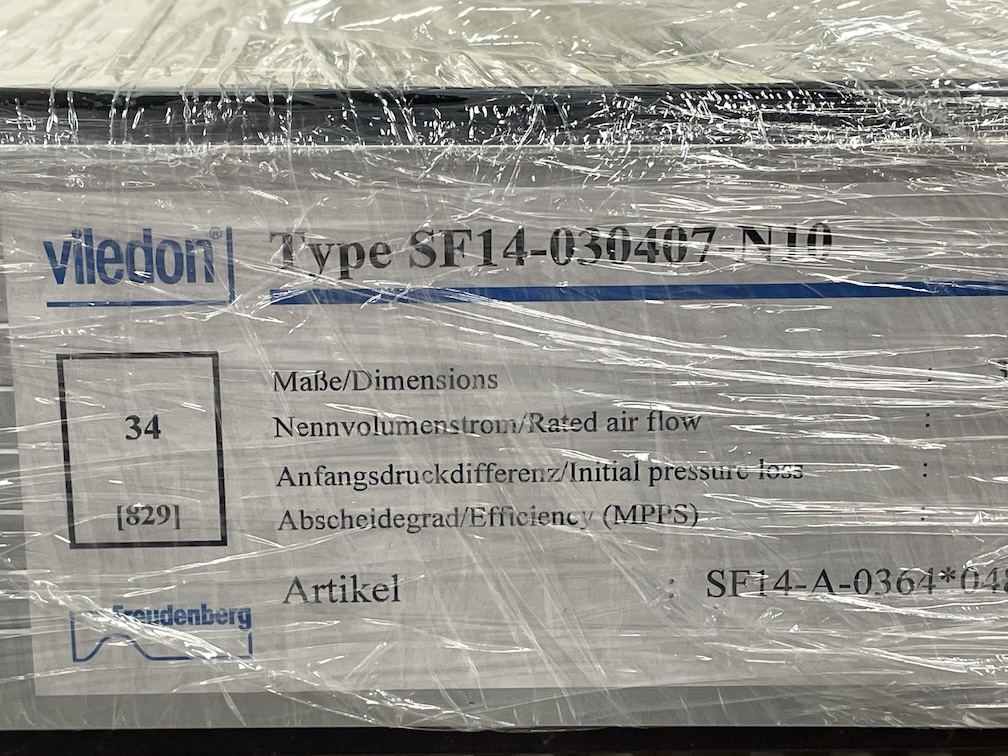 viledon®
Type SF14-030407-N10
34
[829]
Maße/Dimensions :
Nennvolumenstrom/Rated air flow :
Anfangsdruckdifferenz/Initial pressure loss :
Abscheidegrad/Efficiency (MPPS) :
Artikel : SF14-A-0364*048
Freudenberg